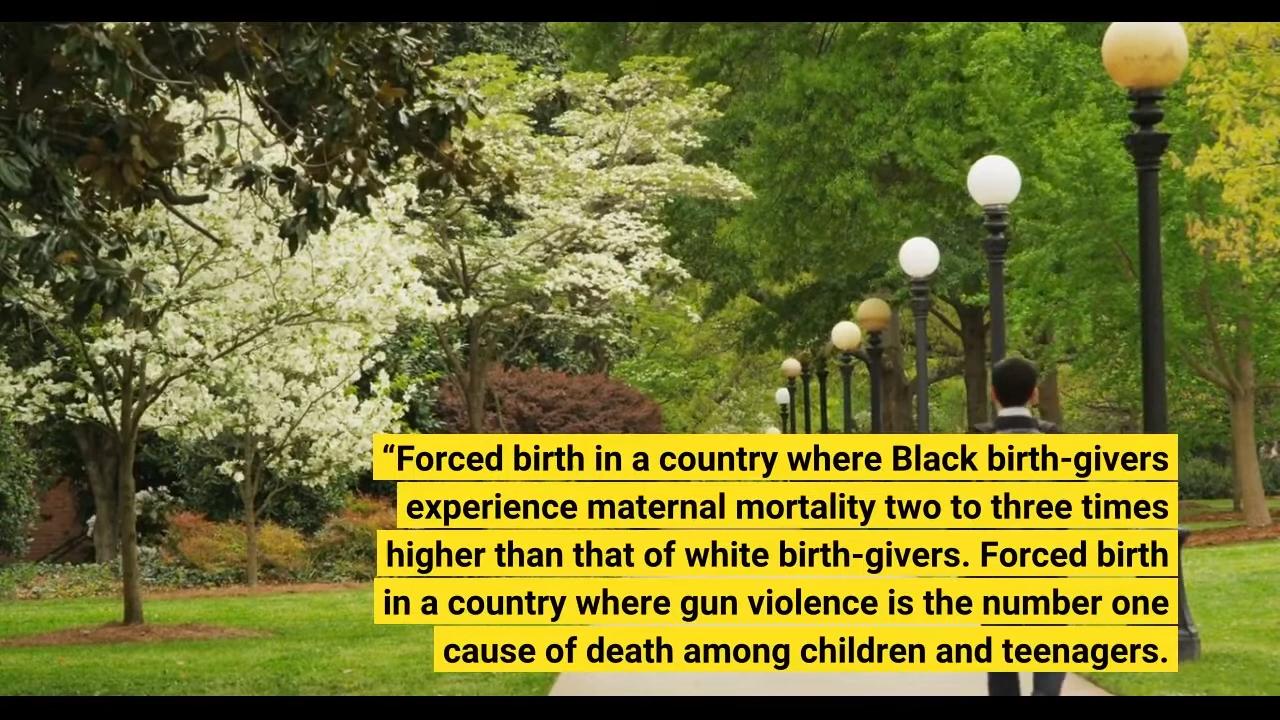 “Forced birth in a country where Black birth-givers
experience maternal mortality two to three times
higher than that of white birth-givers. Forced birth
in a country where gun violence is the number one
cause of death among children and teenagers.